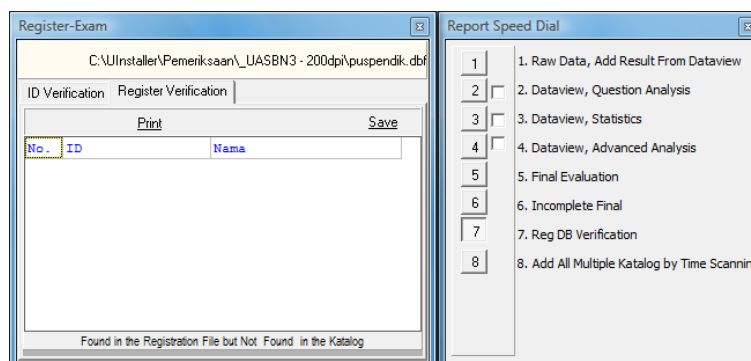 Register-Exam
C:\UInstaller\Pemeriksaan\_UASBN3 - 200dpi\puspendik.dbf
ID Verification Register Verification
Print Save
No. ID Nama
Found in the Registration File but Not Found in the Katalog
Report Speed Dial
1 1. Raw Data, Add Result From Dataview
2 2. Dataview, Question Analysis
3 3. Dataview, Statistics
4 4. Dataview, Advanced Analysis
5 5. Final Evaluation
6 6. Incomplete Final
7 7. Reg DB Verification
8 8. Add All Multiple Katalog by Time Scannin